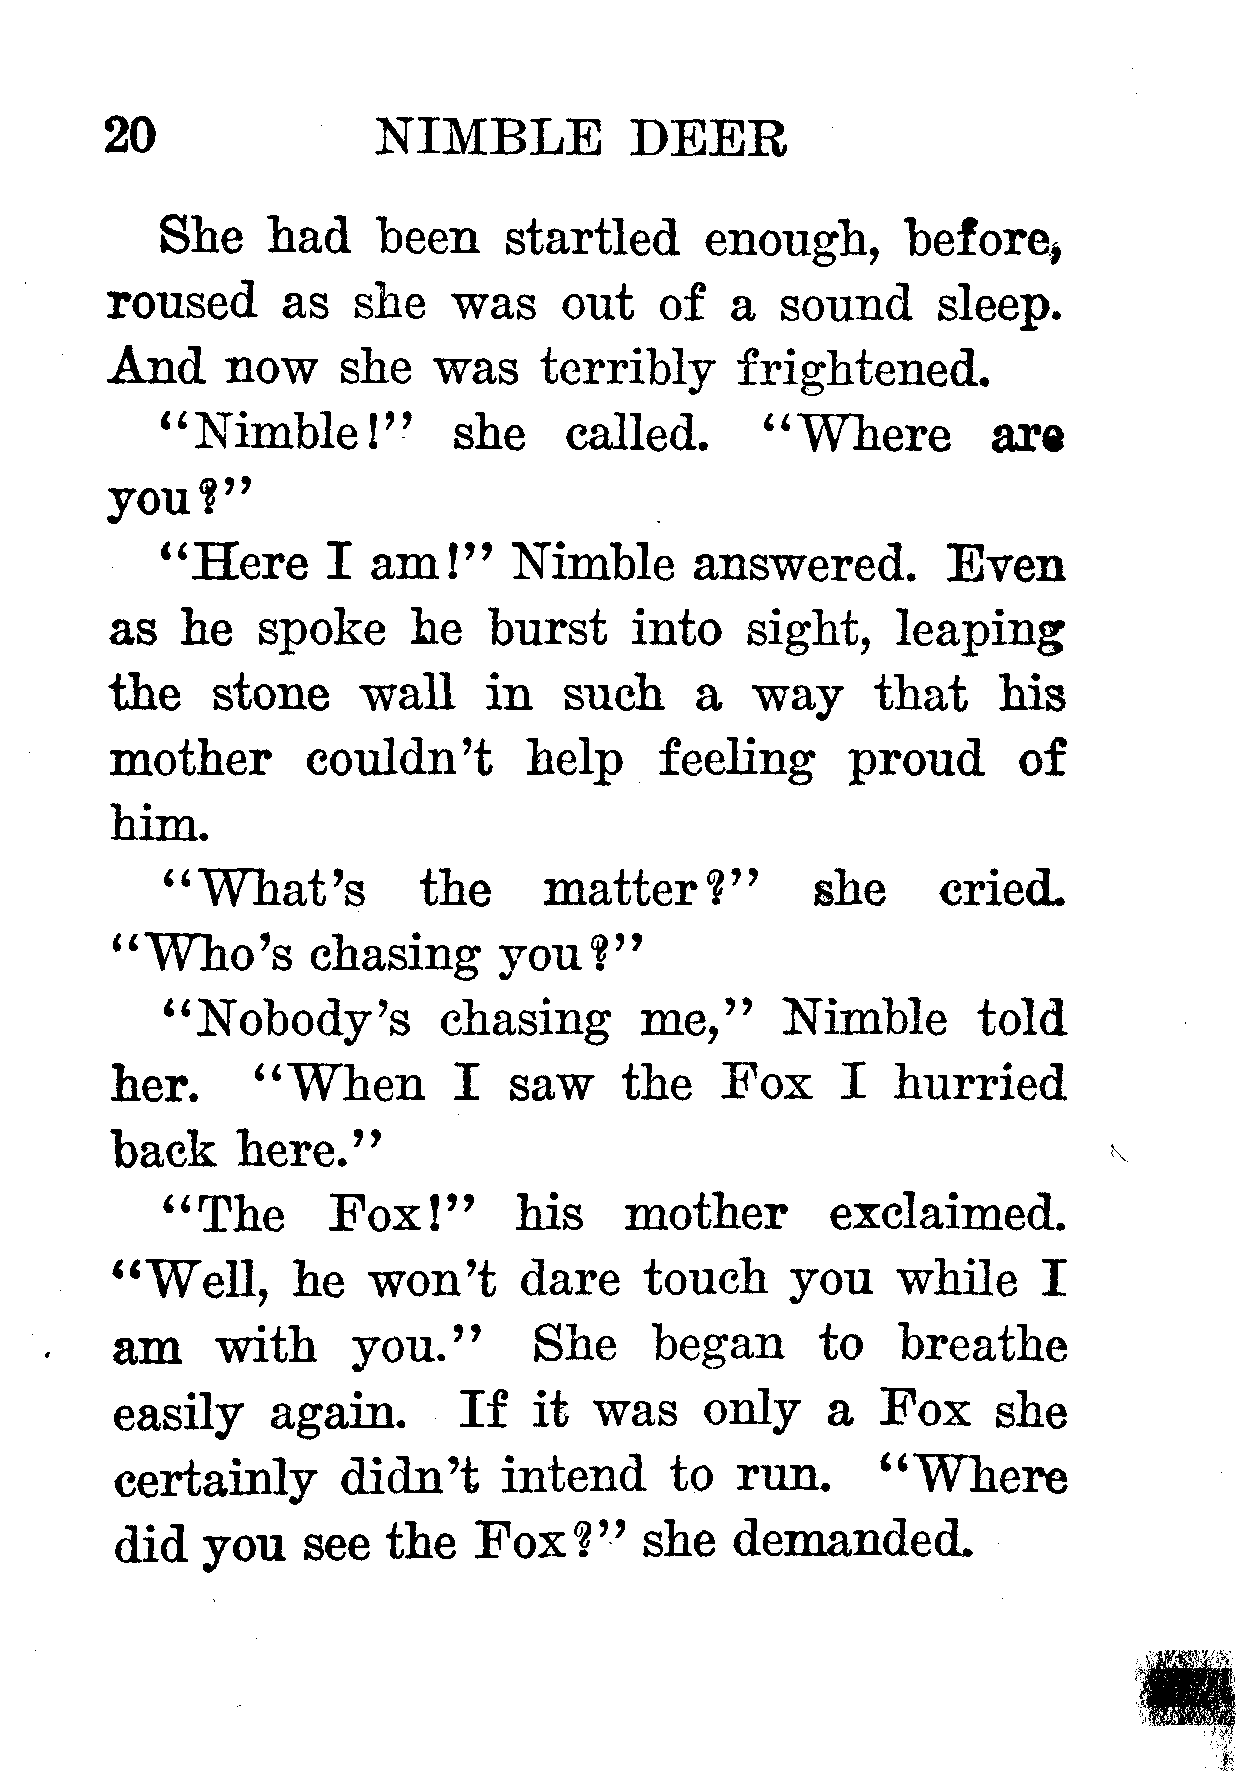 20 NIMBLE DEER
She had been startled enough, before,
roused as she was out of a sound sleep.
And now she was terribly frightened.
"Nimble!" she called. "Where are
you?"
"Here I am!" Nimble answered. Even
as he spoke he burst into sight, leaping
the stone wall in such a way that his
mother couldn't help feeling proud of
him.
"What's the matter?" she cried.
"Who's chasing you?"
"Nobody's chasing me," Nimble told
her. "When I saw the Fox I hurried
back here."
"The Fox!" his mother exclaimed.
"Well, he won't dare touch you while I
am with you." She began to breathe
easily again. If it was only a Fox she
certainly didn't intend to run. "Where
did you see the Fox?" she demanded.